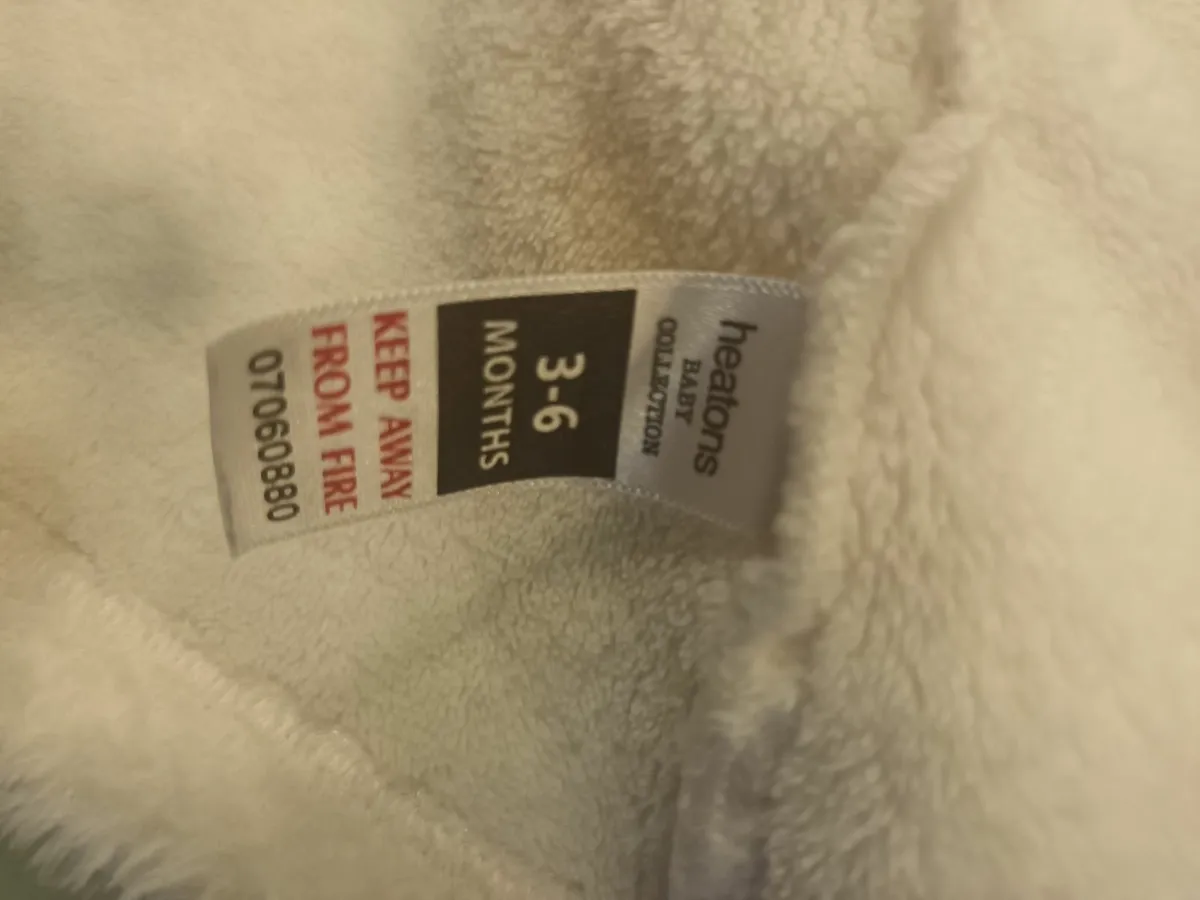 heatons
BABY
COLLECTION
3-6
MONTHS
KEEP AWAY
FROM FIRE
07060880